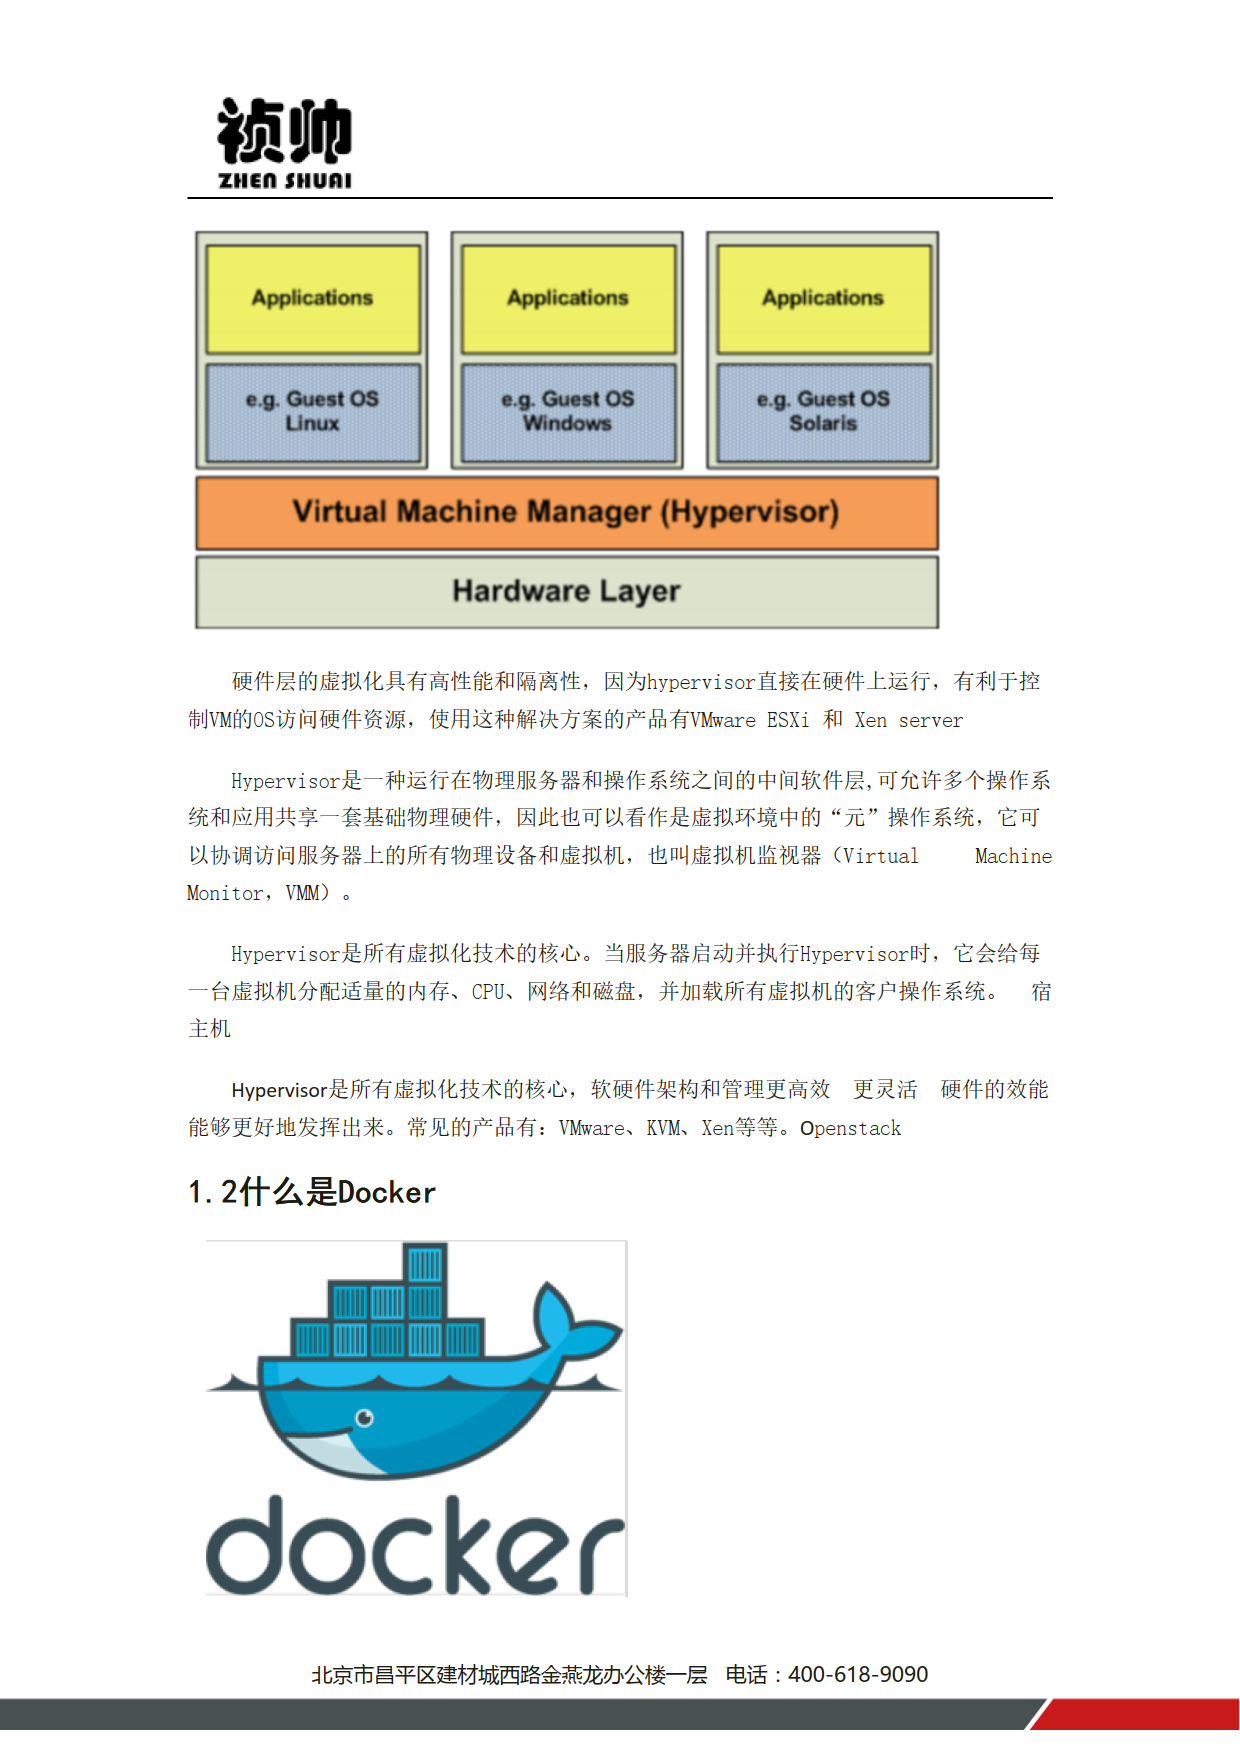 祯帅
ZHEN SHUAI
Applications
Applications
Applications
e.g. Guest OS
Linux
e.g. Guest OS
Windows
e.g. Guest OS
Solaris
Virtual Machine Manager (Hypervisor)
Hardware Layer
硬件层的虚拟化具有高性能和隔离性，因为hypervisor直接在硬件上运行，有利于控
制VM的OS访问硬件资源，使用这种解决方案的产品有VMware ESXi 和 Xen server
Hypervisor是一种运行在物理服务器和操作系统之间的中间软件层,可允许多个操作系
统和应用共享一套基础物理硬件，因此也可以看作是虚拟环境中的“元”操作系统，它可
以协调访问服务器上的所有物理设备和虚拟机，也叫虚拟机监视器（Virtual Machine
Monitor，VMM）。
Hypervisor是所有虚拟化技术的核心。当服务器启动并执行Hypervisor时，它会给每
一台虚拟机分配适量的内存、CPU、网络和磁盘，并加载所有虚拟机的客户操作系统。 宿
主机
Hypervisor是所有虚拟化技术的核心，软硬件架构和管理更高效 更灵活 硬件的效能
能够更好地发挥出来。常见的产品有：VMware、KVM、Xen等等。Openstack
1.2什么是Docker
docker
北京市昌平区建材城西路金燕龙办公楼一层 电话：400-618-9090